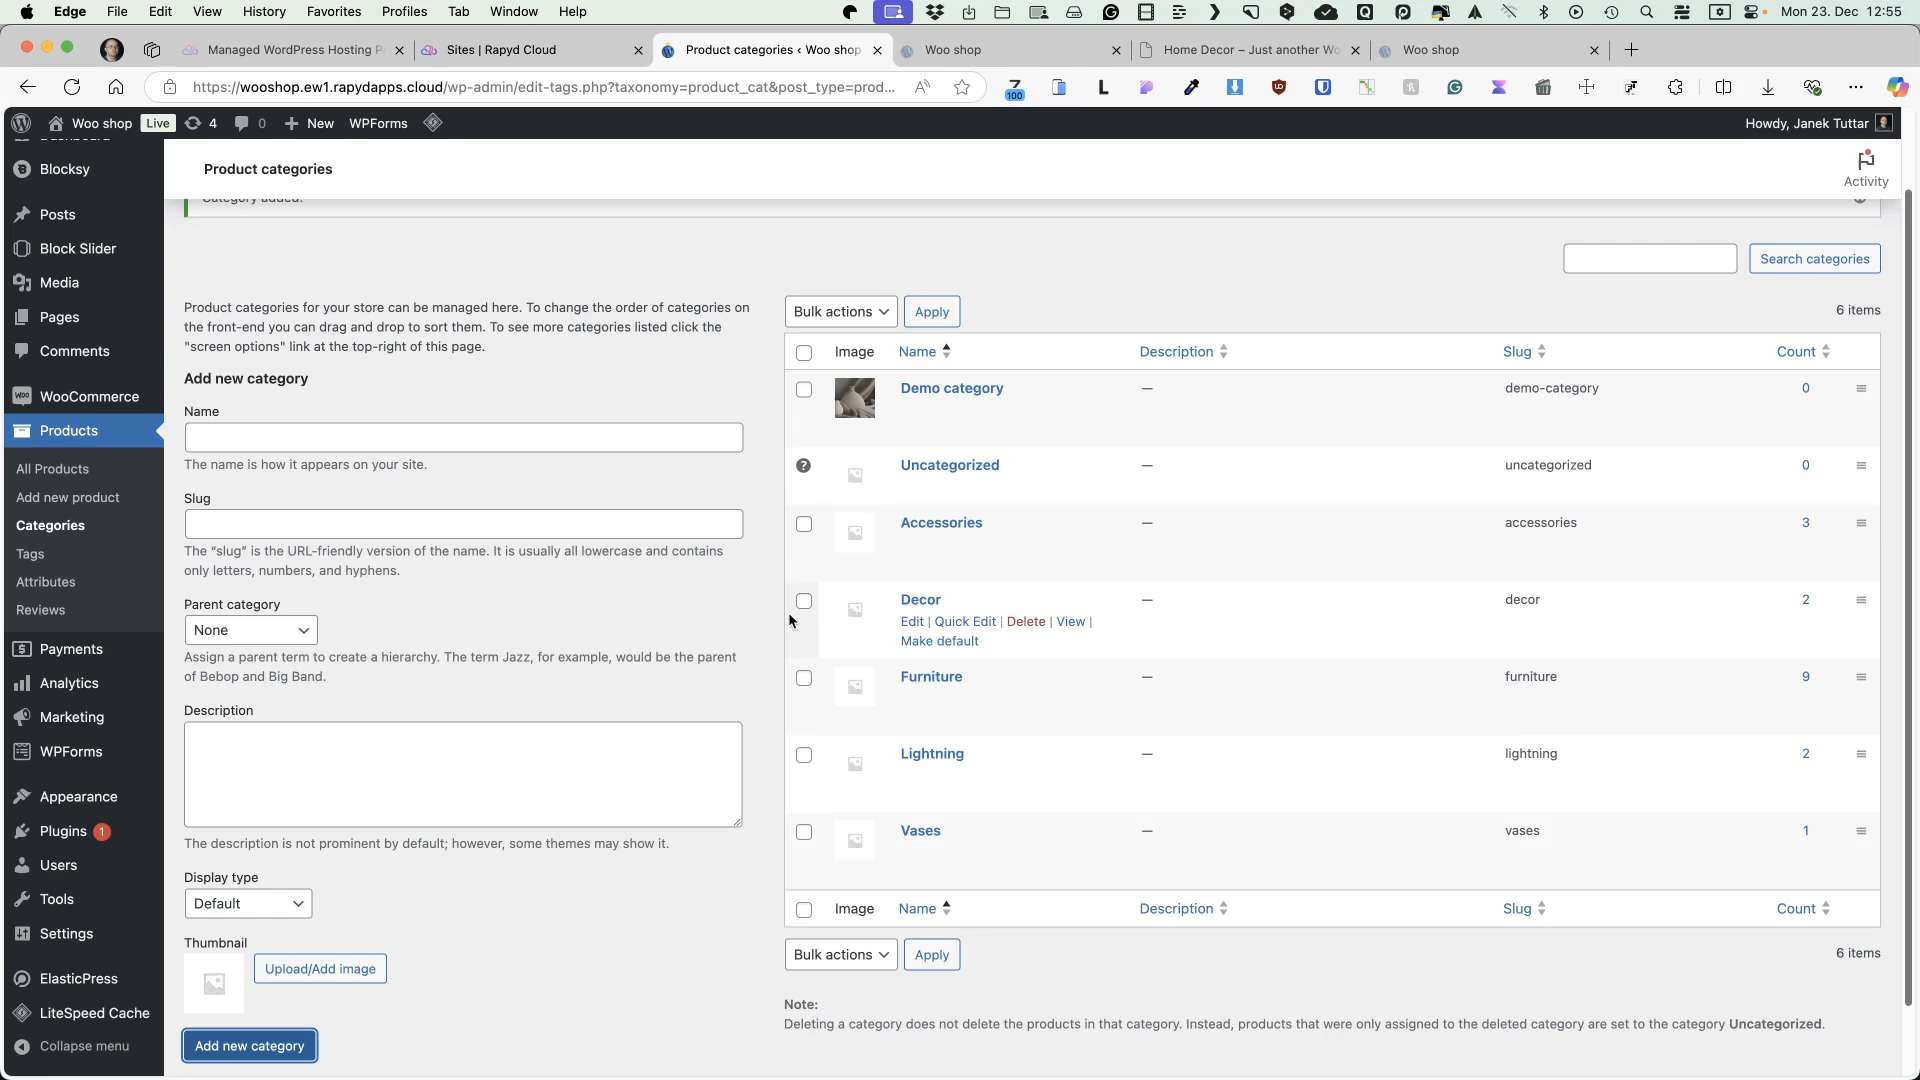 Edge File Edit View History Favorites Profiles Tab Window Help Mon 23. Dec 12:55
Managed WordPress Hosting P
Sites | Rapyd Cloud
Product categories ‹ Woo shop
Woo shop
Home Decor – Just another Wo
Woo shop
https://wooshop.ew1.rapydapps.cloud/wp-admin/edit-tags.php?taxonomy=product_cat&post_type=prod...
100
Woo shop Live 4 0 New WPForms Howdy, Janek Tuttar
Blocksy
Posts
Block Slider
Media
Pages
Comments
WooCommerce
Products
All Products
Add new product
Categories
Tags
Attributes
Reviews
Payments
Analytics
Marketing
WPForms
Appearance
Plugins 1
Users
Tools
Settings
ElasticPress
LiteSpeed Cache
Collapse menu
Product categories
Activity
Category added.
Search categories
Product categories for your store can be managed here. To change the order of categories on
the front-end you can drag and drop to sort them. To see more categories listed click the
"screen options" link at the top-right of this page.
Add new category
Name
The name is how it appears on your site.
Slug
The “slug” is the URL-friendly version of the name. It is usually all lowercase and contains
only letters, numbers, and hyphens.
Parent category
None
Assign a parent term to create a hierarchy. The term Jazz, for example, would be the parent
of Bebop and Big Band.
Description
The description is not prominent by default; however, some themes may show it.
Display type
Default
Thumbnail
Upload/Add image
Add new category
Bulk actions Apply 6 items
Image Name Description Slug Count
Demo category — demo-category 0
Uncategorized — uncategorized 0
Accessories — accessories 3
Decor — decor 2
Edit | Quick Edit | Delete | View |
Make default
Furniture — furniture 9
Lightning — lightning 2
Vases — vases 1
Image Name Description Slug Count
Bulk actions Apply 6 items
Note:
Deleting a category does not delete the products in that category. Instead, products that were only assigned to the deleted category are set to the category Uncategorized.